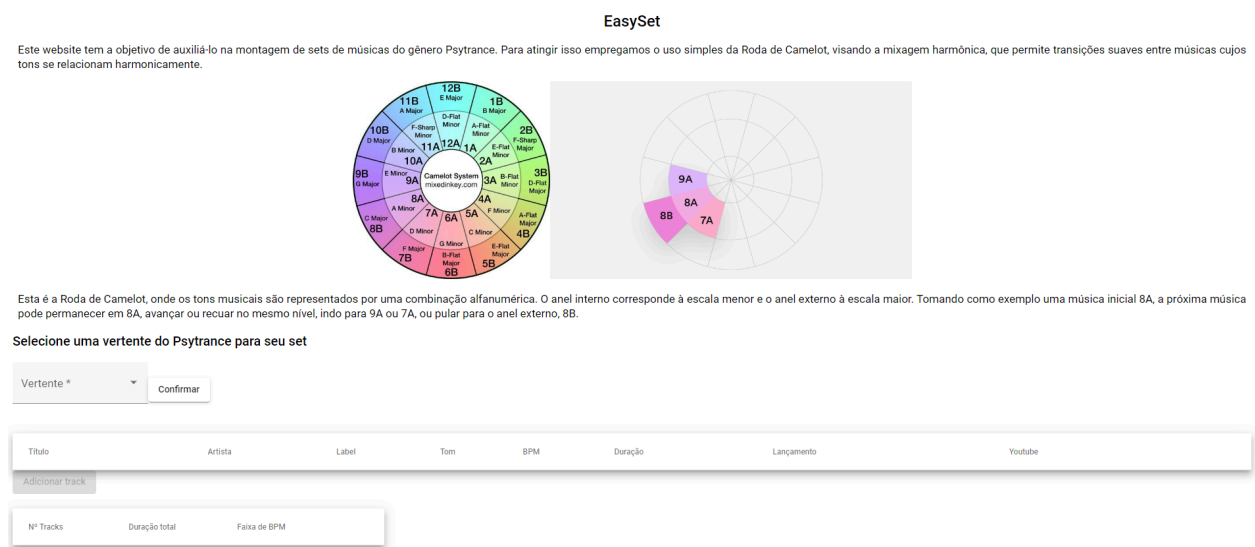 EasySet
Este website tem a objetivo de auxiliá-lo na montagem de sets de músicas do gênero Psytrance. Para atingir isso empregamos o uso simples da Roda de Camelot, visando a mixagem harmônica, que permite transições suaves entre músicas cujos
tons se relacionam harmonicamente.
12B
E Major
1B
B Major
2B
F-Sharp
Major
3B
D-Flat
Major
A-Flat
Major
4B
E-Flat
Major
5B
B-Flat
Major
6B
F Major
7B
C Major
8B
9B
G Major
10B
D Major
11B
A Major
D-Flat
Minor
12A
A-Flat
Minor
1A
E-Flat
Minor
2A
3A
B-Flat
Minor
4A
F Minor
5A
C Minor
6A
G Minor
7A
D Minor
8A
A Minor
E Minor
9A
B Minor
10A
F-Sharp
Minor
11A
Camelot System
mixedinkey.com
9A
8A
8B
7A
Esta é a Roda de Camelot, onde os tons musicais são representados por uma combinação alfanumérica. O anel interno corresponde à escala menor e o anel externo à escala maior. Tomando como exemplo uma música inicial 8A, a próxima música
pode permanecer em 8A, avançar ou recuar no mesmo nível, indo para 9A ou 7A, ou pular para o anel externo, 8B.
Selecione uma vertente do Psytrance para seu set
Vertente *
Confirmar
Título Artista Label Tom BPM Duração Lançamento Youtube
Adicionar track
Nº Tracks Duração total Faixa de BPM